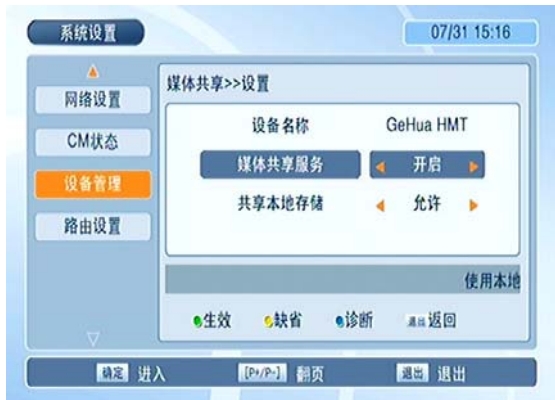 系统设置
07/31 15:16
网络设置
CM状态
设备管理
路由设置
媒体共享>>设置
设备名称 GeHua HMT
媒体共享服务 开启
共享本地存储 允许
使用本地
生效 缺省 诊断 退出 返回
确定 进入 [P+/P-] 翻页 退出 退出